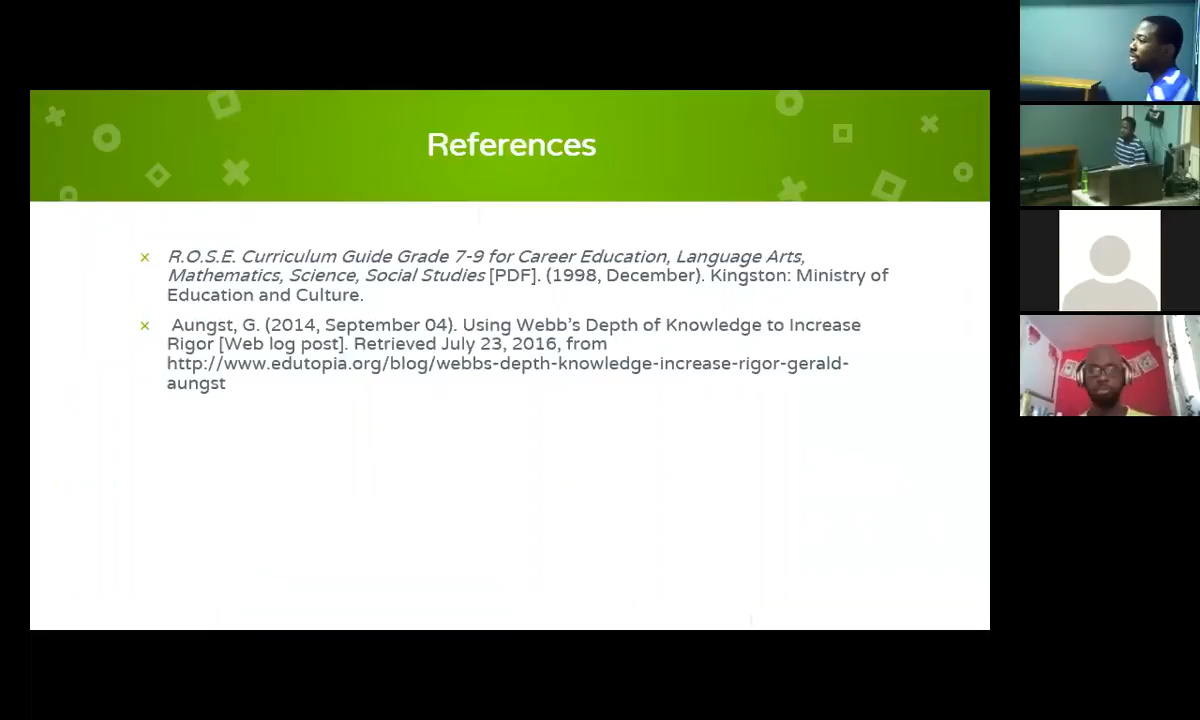 References
R.O.S.E. Curriculum Guide Grade 7-9 for Career Education, Language Arts,
Mathematics, Science, Social Studies [PDF]. (1998, December). Kingston: Ministry of
Education and Culture.
Aungst, G. (2014, September 04). Using Webb's Depth of Knowledge to Increase
Rigor [Web log post]. Retrieved July 23, 2016, from
http://www.edutopia.org/blog/webbs-depth-knowledge-increase-rigor-gerald-
aungst